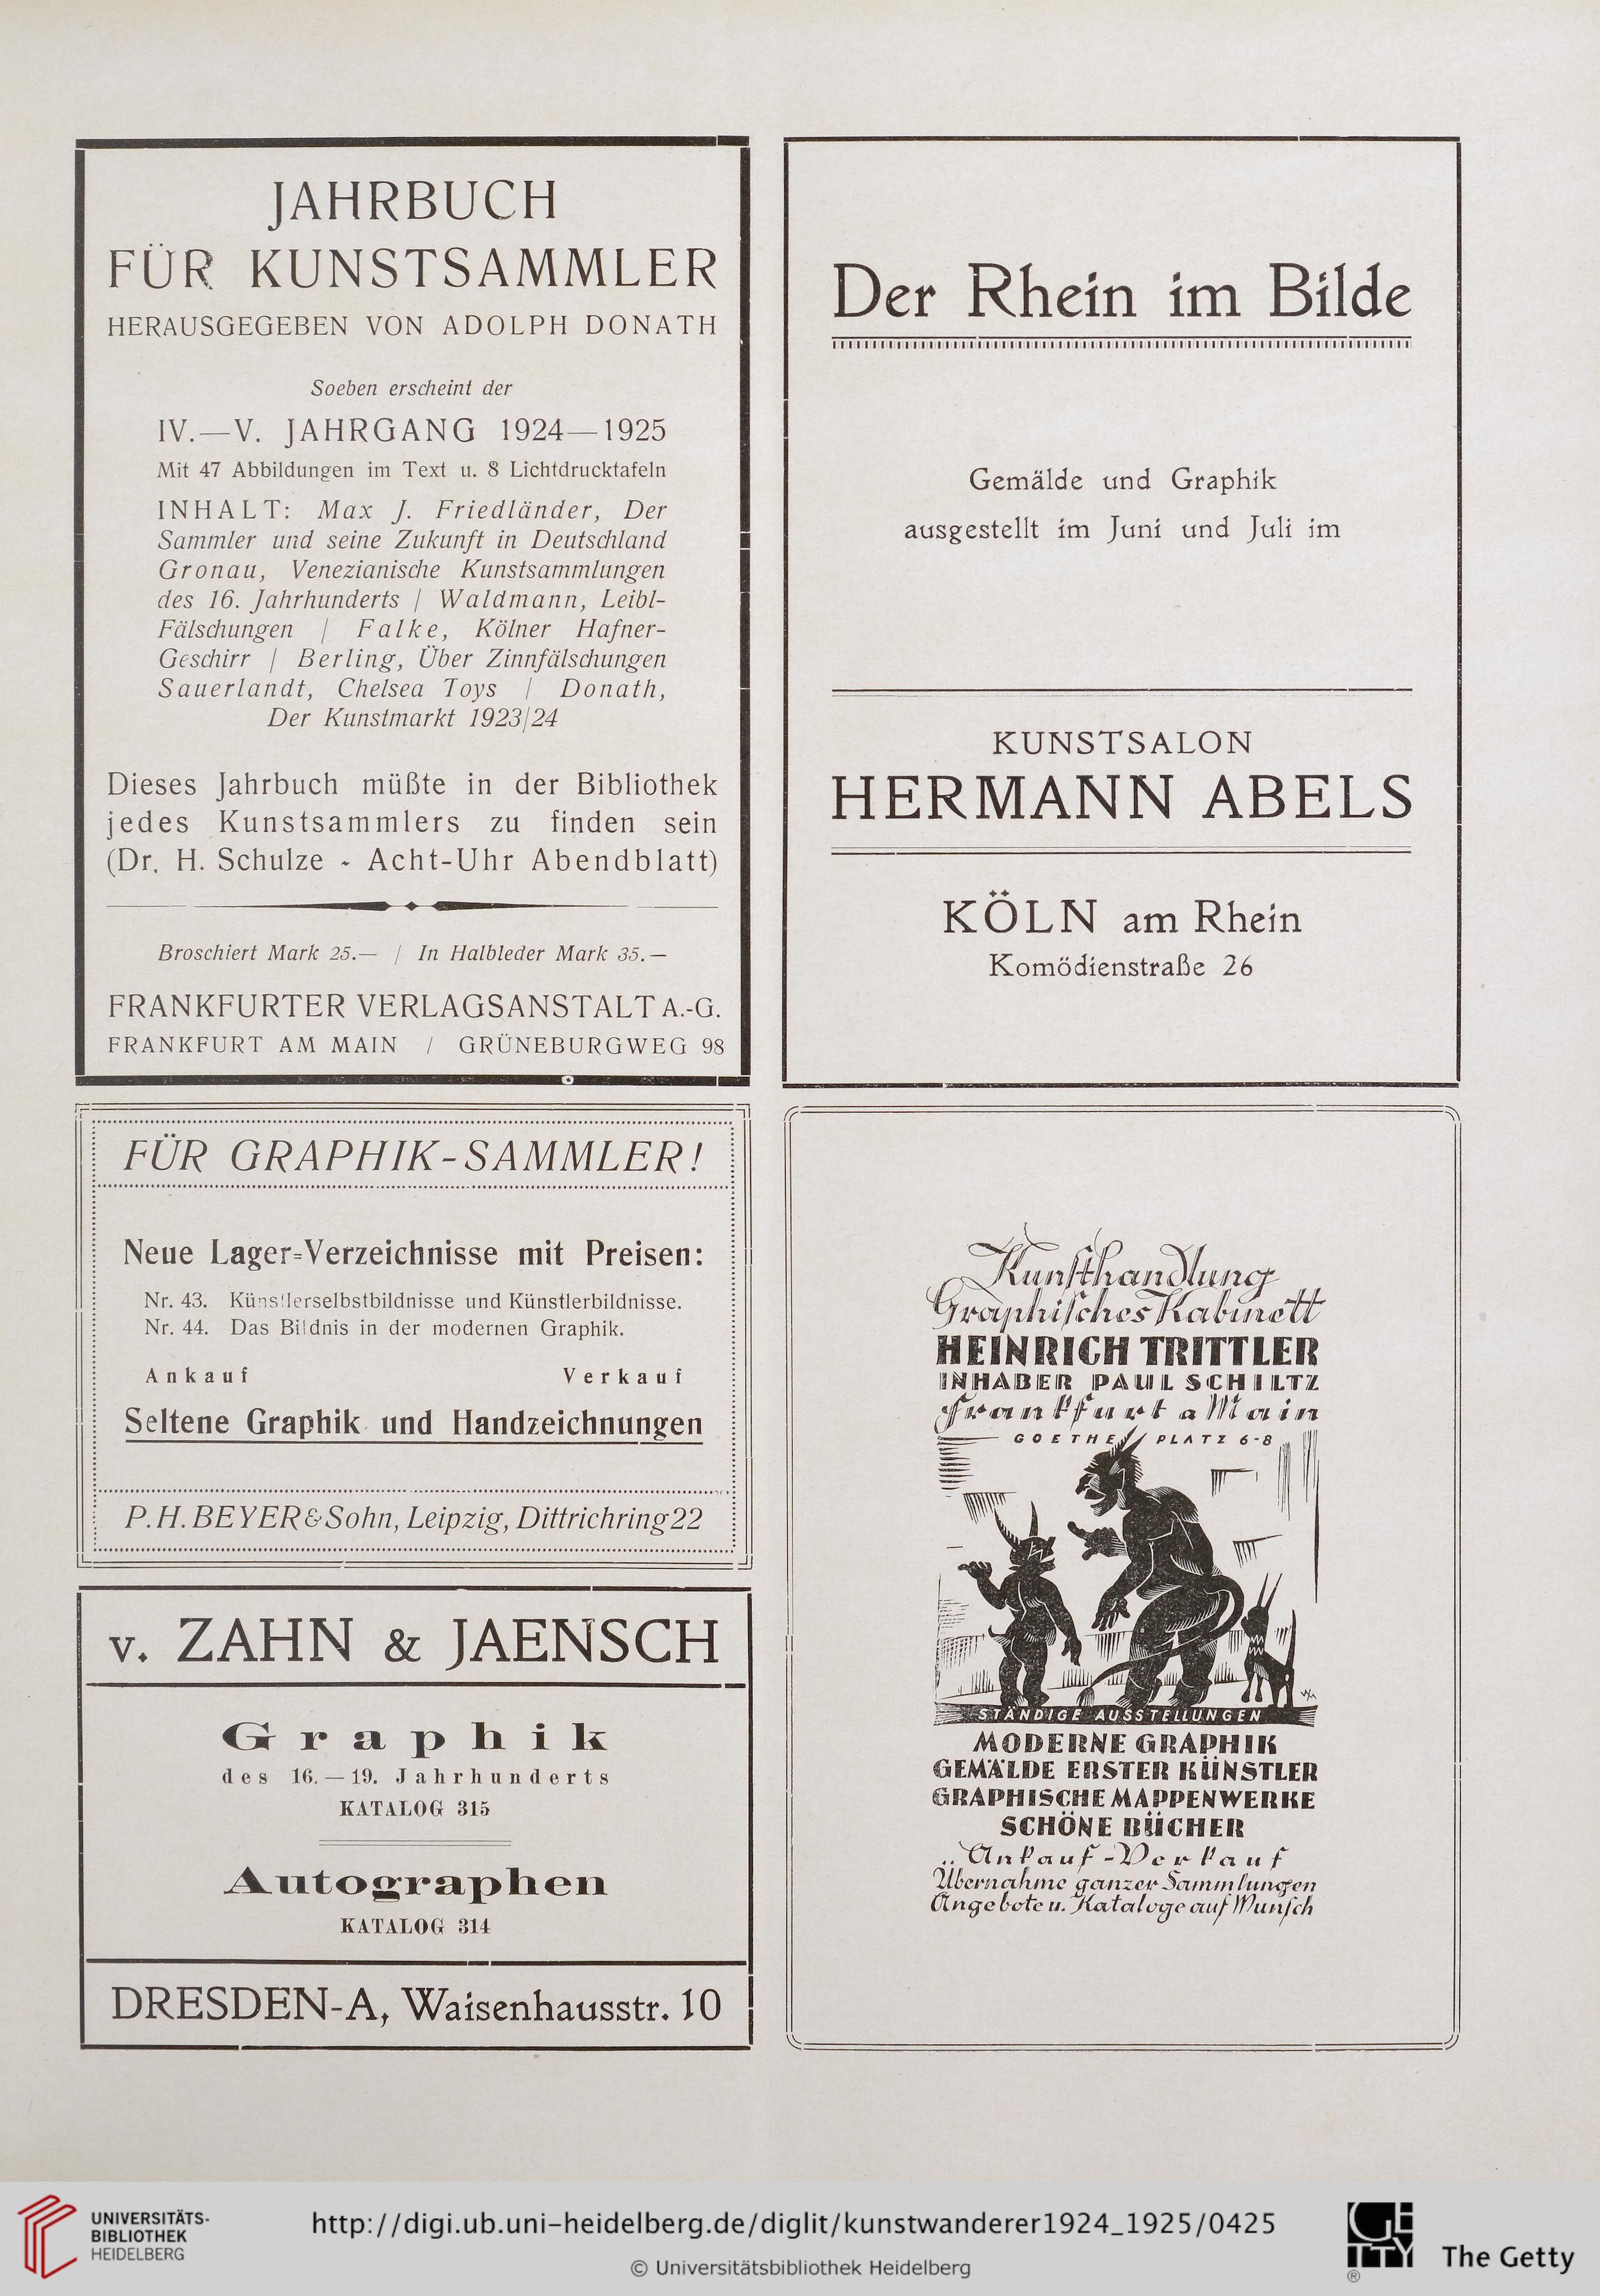 JAHRBUCH
FÜR KUNSTSAMMLER
HERAUSGEGEBEN VON ADOLPH DONATH
Soeben erscheint der
IV.—V. JAHRGANG 1924—1925
Mit 47 Abbildungen im Text u. 8 Lichtdrucktafeln
INHALT: Max J. Friedländer, Der
Sammler und seine Zukunft in Deutschland
Gronau, Venezianische Kunstsammlungen
des 16. Jahrhunderts / Waldmann, Leibl-
Fälschungen / Falke, Kölner Hafner-
Geschirr / Berling, Über Zinnfälschungen
Sauerlandt, Chelsea Toys / Donath,
Der Kunstmarkt 1923/24
Dieses Jahrbuch müßte in der Bibliothek
jedes Kunstsammlers zu finden sein
(Dr. H. Schulze - Acht-Uhr Abendblatt)
Broschiert Mark 25.— / In Halbleder Mark 35.—
FRANKFURTER VERLAGSANSTALT A.-G.
FRANKFURT AM MAIN / GRÜNEBURGWEG 98
Der Rhein im Bilde
Gemälde und Graphik
ausgestellt im Juni und Juli im
KUNSTSALON
HERMANN ABELS
KÖLN am Rhein
Komödienstraße 26
FÜR GRAPHIK-SAMMLER!
Neue Lager=Verzeichnisse mit Preisen:
Nr. 43. Künstlerselbstbildnisse und Künstlerbildnisse.
Nr. 44. Das Bildnis in der modernen Graphik.
Ankauf Verkauf
Seltene Graphik und Handzeichnungen
P.H.BEYER & Sohn, Leipzig, Dittrichring 22
v. ZAHN & JAENSCH
Graphik
des 16.—19. Jahrhunderts
KATALOG 315
Autographen
KATALOG 314
DRESDEN-A, Waisenhausstr. 10
Kunſthandlung
Graphiſches Kabinett
HEINRICH TRITTLER
INHABER PAUL SCHILTZ
Frankfurt a Main
GOETHE PLATZ 6-8
STÄNDIGE AUSSTELLUNGEN
MODERNE GRAPHIK
GEMÄLDE ERSTER KÜNSTLER
GRAPHISCHE MAPPENWERKE
SCHÖNE BÜCHER
Ankauf - Verkauf
Übernahme ganzer Sammlungen
Angebote u. Kataloge auf Wunſch
UNIVERSITÄTS-
BIBLIOTHEK
HEIDELBERG
http://digi.ub.uni-heidelberg.de/diglit/kunstwanderer1924_1925/0425
© Universitätsbibliothek Heidelberg
GETTY
®
The Getty